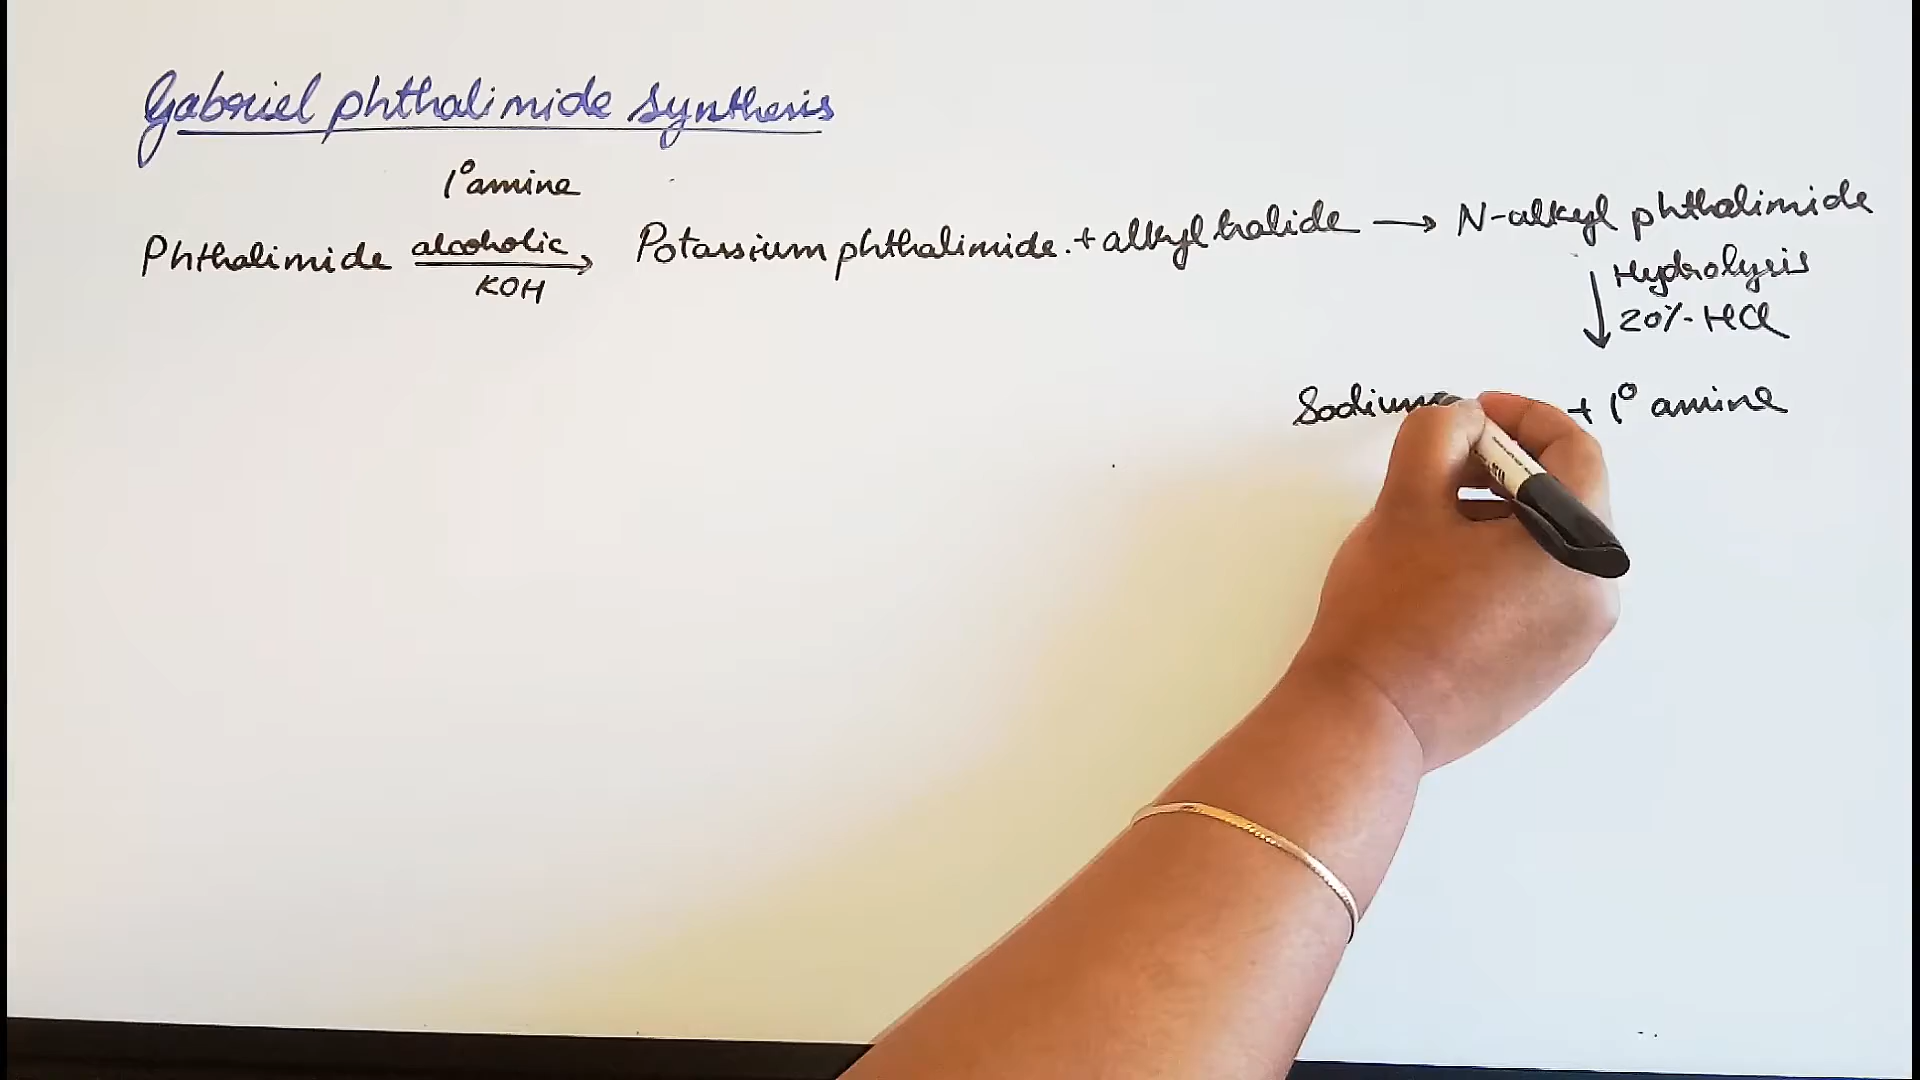 Gabriel phthalimide synthesis
1° amine
Phthalimide alcoholic KOH → Potassium phthalimide + alkyl halide → N-alkyl phthalimide
↓ Hydrolysis
20% HCl
Sodium + 1° amine